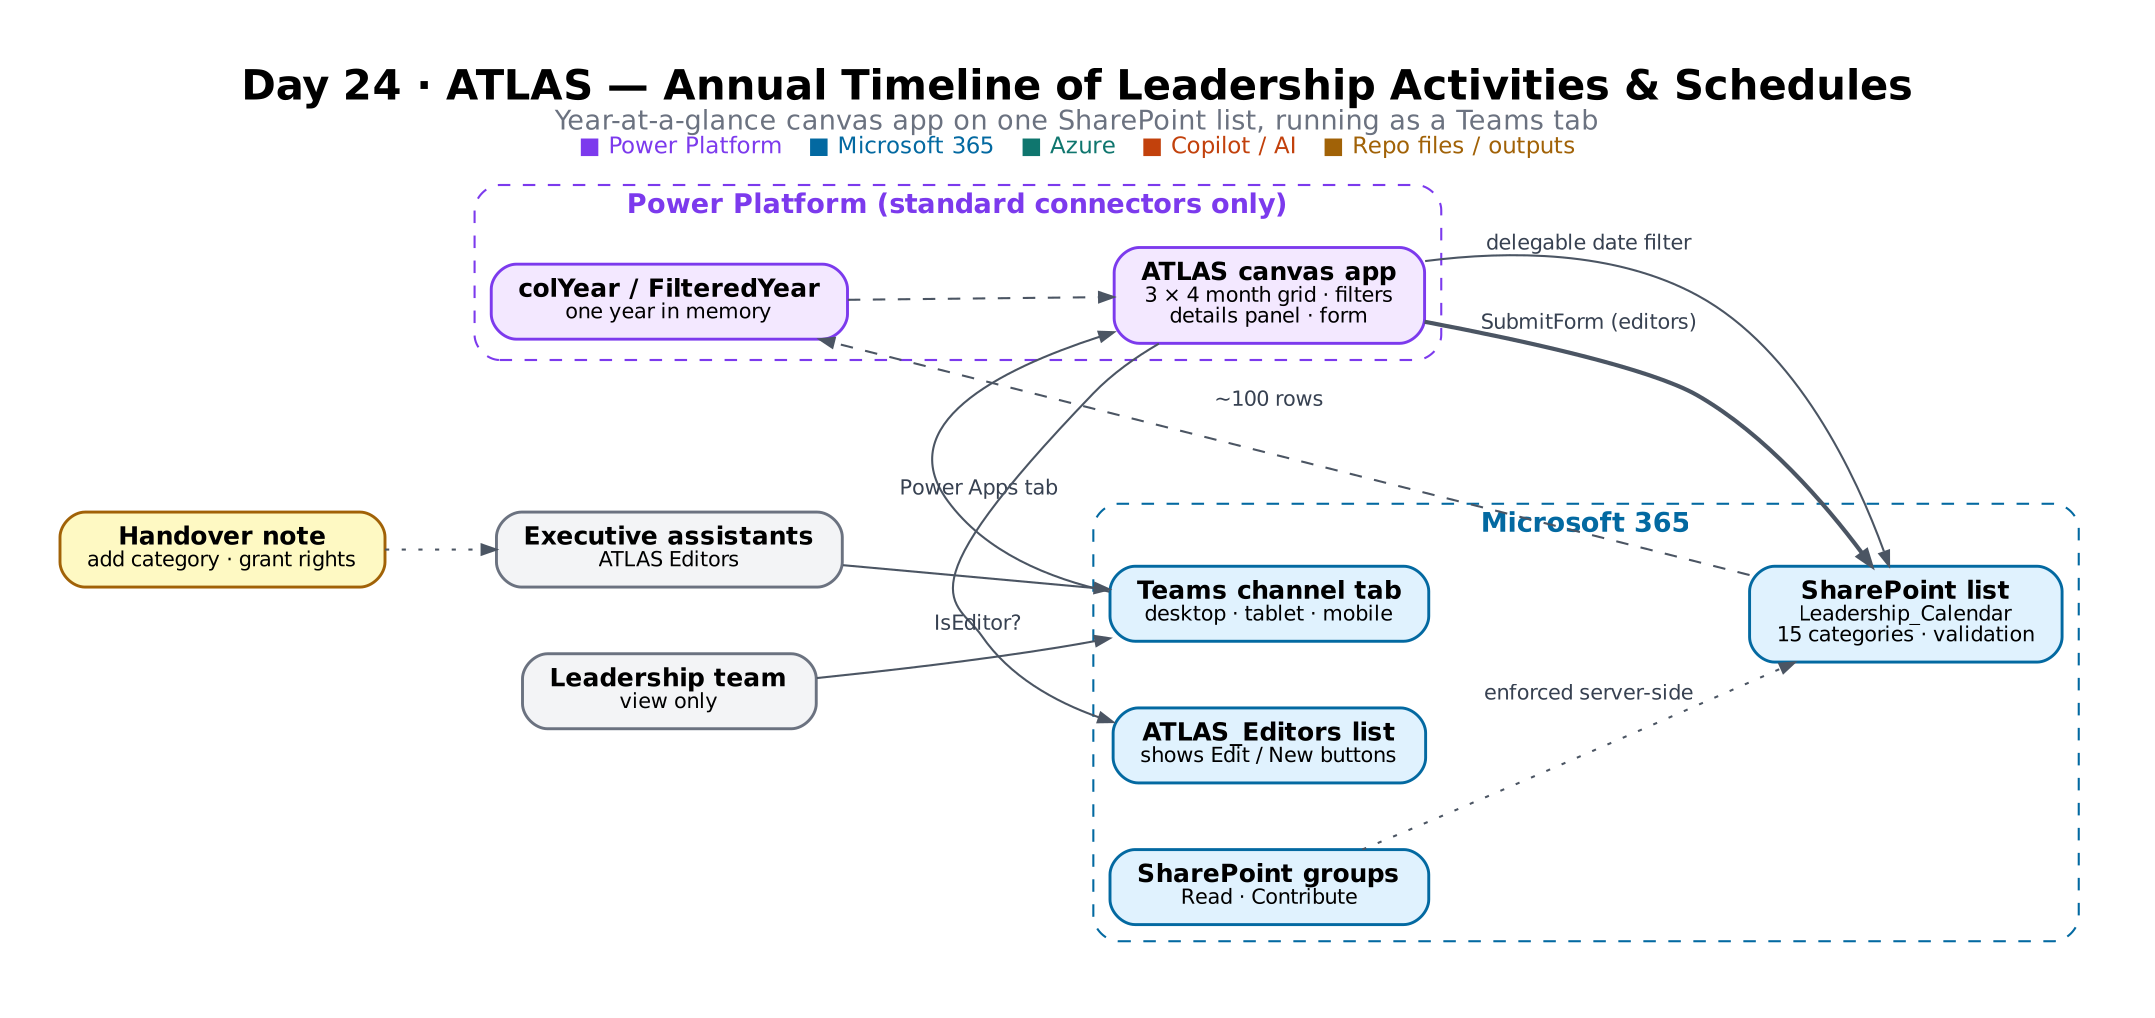 Day 24 · ATLAS — Annual Timeline of Leadership Activities & Schedules
Year-at-a-glance canvas app on one SharePoint list, running as a Teams tab
■ Power Platform ■ Microsoft 365 ■ Azure ■ Copilot / AI ■ Repo files / outputs
Power Platform (standard connectors only)
colYear / FilteredYear
one year in memory
ATLAS canvas app
3 × 4 month grid · filters
details panel · form
delegable date filter
SubmitForm (editors)
~100 rows
Power Apps tab
IsEditor?
Handover note
add category · grant rights
Executive assistants
ATLAS Editors
Leadership team
view only
Microsoft 365
Teams channel tab
desktop · tablet · mobile
SharePoint list
Leadership_Calendar
15 categories · validation
enforced server-side
ATLAS_Editors list
shows Edit / New buttons
SharePoint groups
Read · Contribute